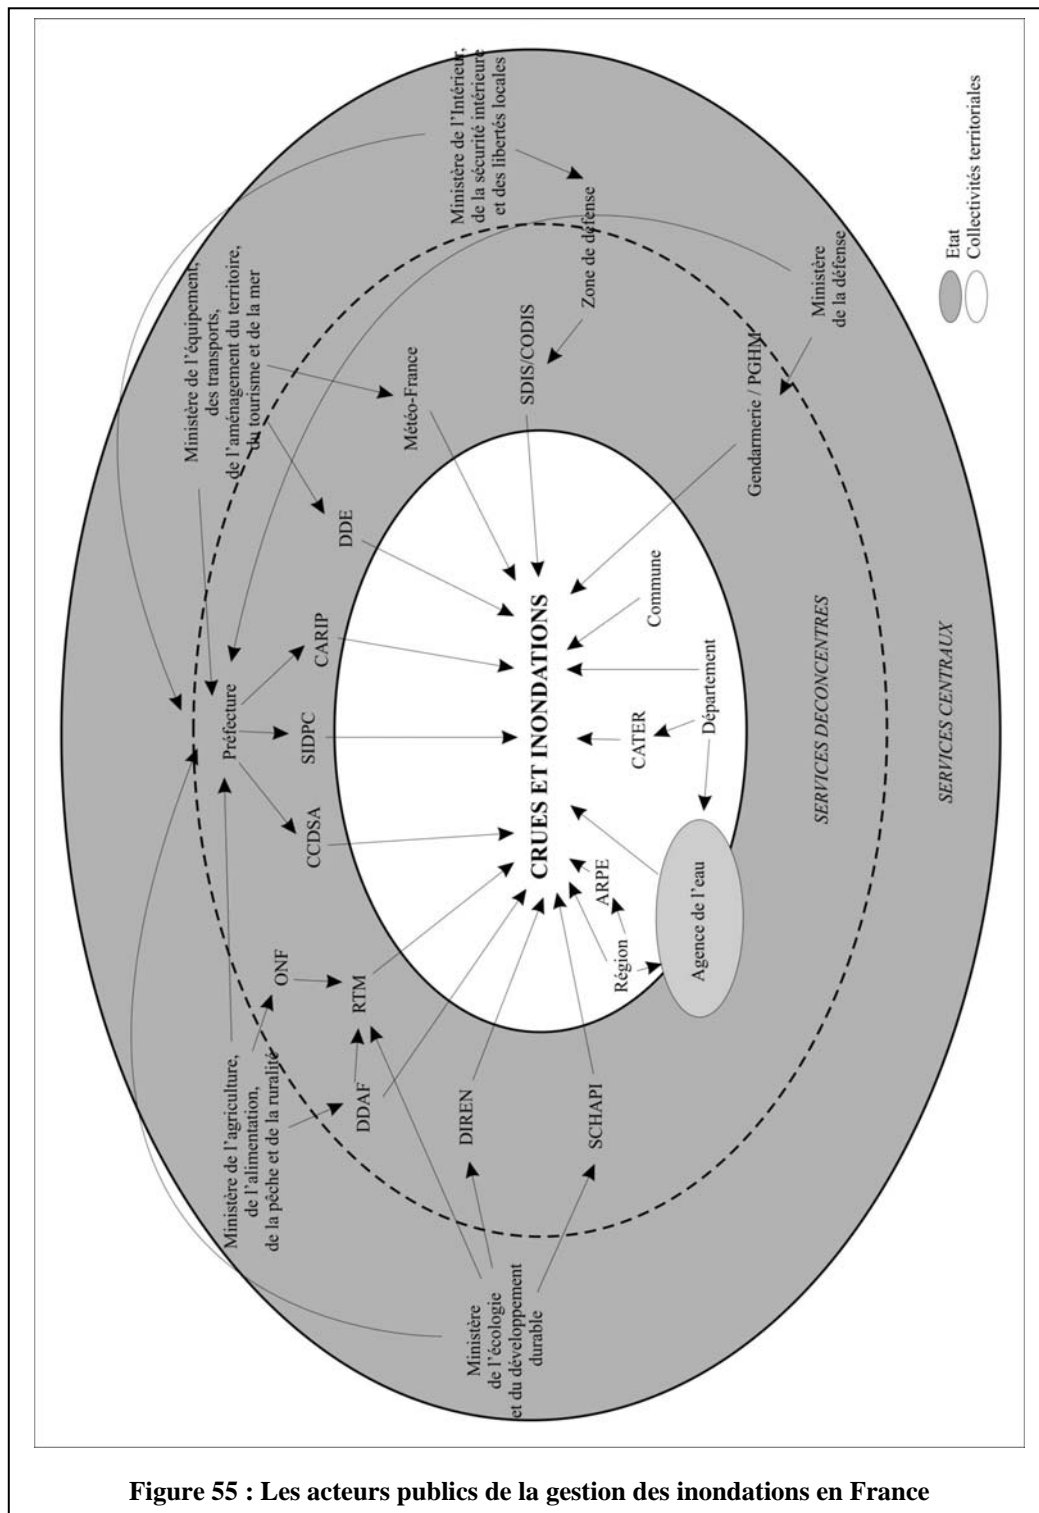 Ministère de l'équipement,
des transports,
de l'aménagement du territoire,
du tourisme et de la mer
Ministère de l'Intérieur,
de la sécurité intérieure
et des libertés locales
Ministère de l'agriculture,
de l'alimentation,
de la pêche et de la ruralité
Ministère
de l'écologie
et du développement
durable
Ministère
de la défense
Zone de défense
Préfecture
ONF
RTM
DDAF
DIREN
SCHAPI
CCDSA
SIDPC
CARIP
DDE
Météo-France
SDIS/CODIS
Gendarmerie / PGHM
CRUES ET INONDATIONS
ARPE
Région
CATER
Département
Commune
Agence de l'eau
SERVICES DECONCENTRES
SERVICES CENTRAUX
Etat
Collectivités territoriales
Figure 55 : Les acteurs publics de la gestion des inondations en France